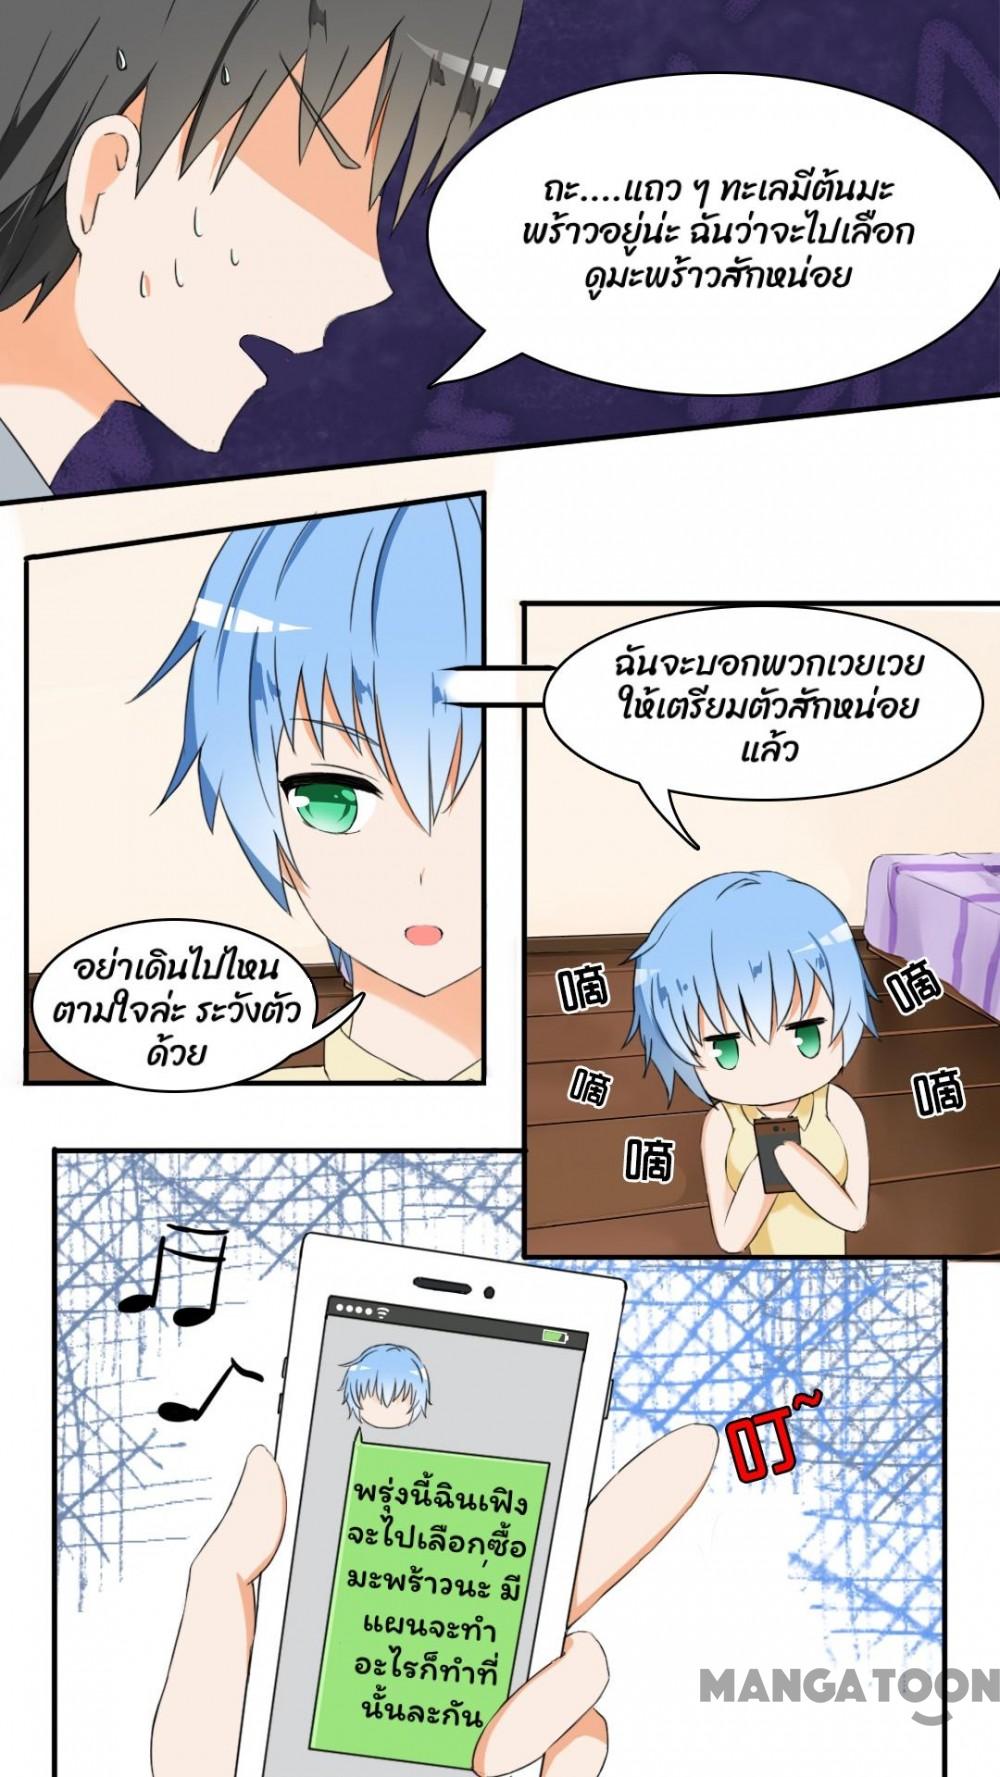 ถะ....แถว ๆ ทะเลมีต้นมะ
พร้าวอยู่น่ะ ฉันว่าจะไปเลือก
ดูมะพร้าวสักหน่อย
ฉันจะบอกพวกเวยเวย
ให้เตรียมตัวสักหน่อย
แล้ว
อย่าเดินไปไหน
ตามใจล่ะ ระวังตัว
ด้วย
嘀
嘀
嘀
嘀
嘀
叮~
พรุ่งนี้ฉินเฟิง
จะไปเลือกซื้อ
มะพร้าวน่ะ มี
แผนจะทำ
อะไรก็ทำที่
นั้นละกัน
MANGATOON